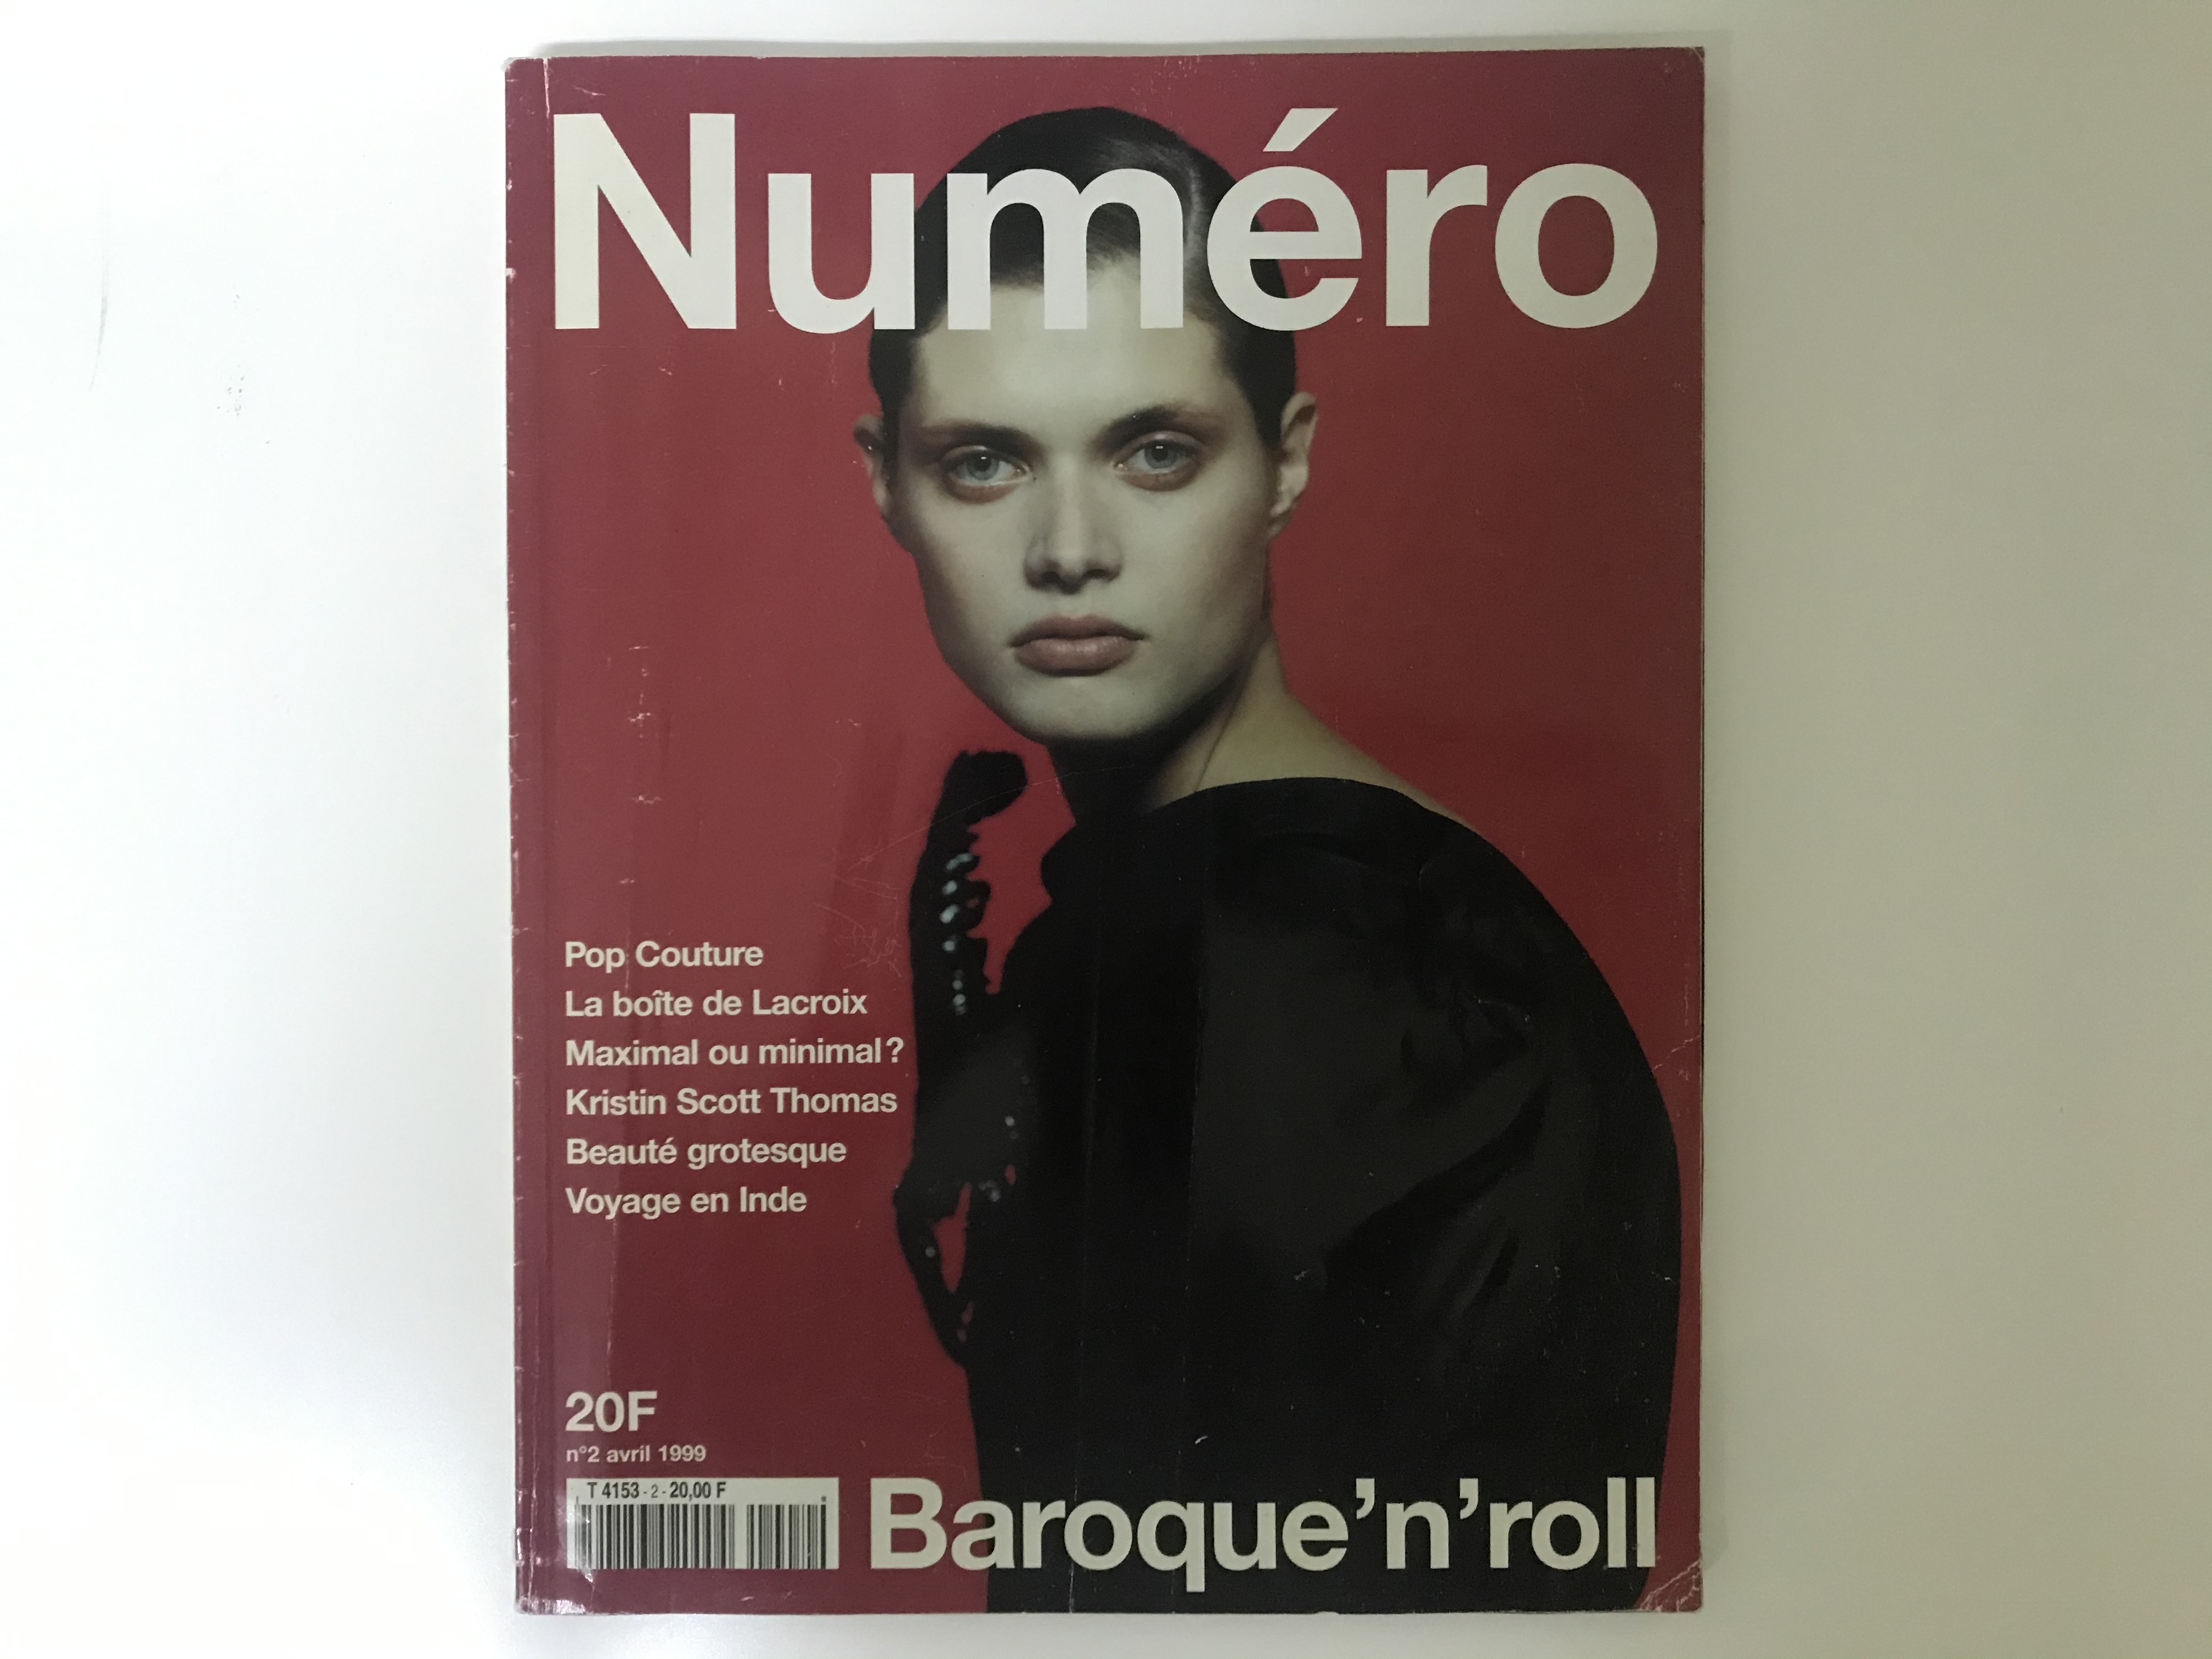 Numéro
Pop Couture
La boîte de Lacroix
Maximal ou minimal?
Kristin Scott Thomas
Beauté grotesque
Voyage en Inde
20F
n°2 avril 1999
T 4153 - 2 - 20,00 F
Baroque’n’roll